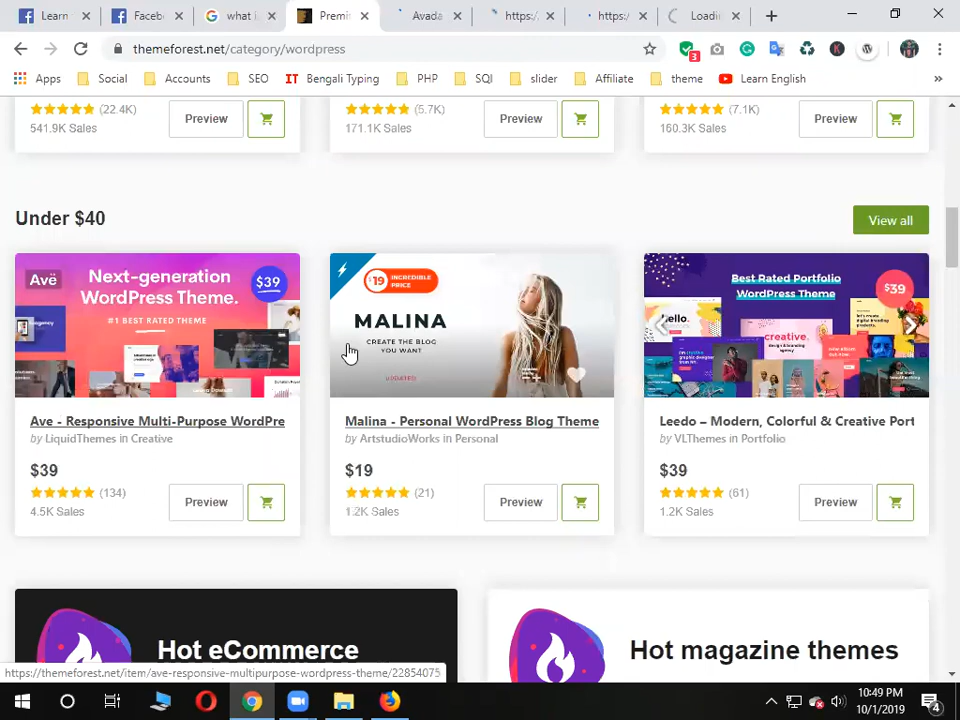 Learn
Faceb
what i
Premi
Avada
https:/
https:/
Loadi
themeforest.net/category/wordpress
3
K
Apps
Social
Accounts
SEO
IT Bengali Typing
PHP
SQl
slider
Affiliate
theme
Learn English
»
(22.4K)
541.9K Sales
Preview
(5.7K)
171.1K Sales
Preview
(7.1K)
160.3K Sales
Preview
Under $40
View all
Avē
Next-generation
WordPress Theme.
#1 BEST RATED THEME
$39
$19 INCREDIBLE
PRICE
MALINA
CREATE THE BLOG
YOU WANT
UPDATED
Best Rated Portfolio
WordPress Theme
$39
hello.
creative.
Ave - Responsive Multi-Purpose WordPre
by LiquidThemes in Creative
$39
(134)
4.5K Sales
Preview
Malina - Personal WordPress Blog Theme
by ArtstudioWorks in Personal
$19
(21)
1.2K Sales
Preview
Leedo – Modern, Colorful & Creative Port
by VLThemes in Portfolio
$39
(61)
1.2K Sales
Preview
Hot eCommerce
Hot magazine themes
https://themeforest.net/item/ave-responsive-multipurpose-wordpress-theme/22854075
10:49 PM
10/1/2019
4